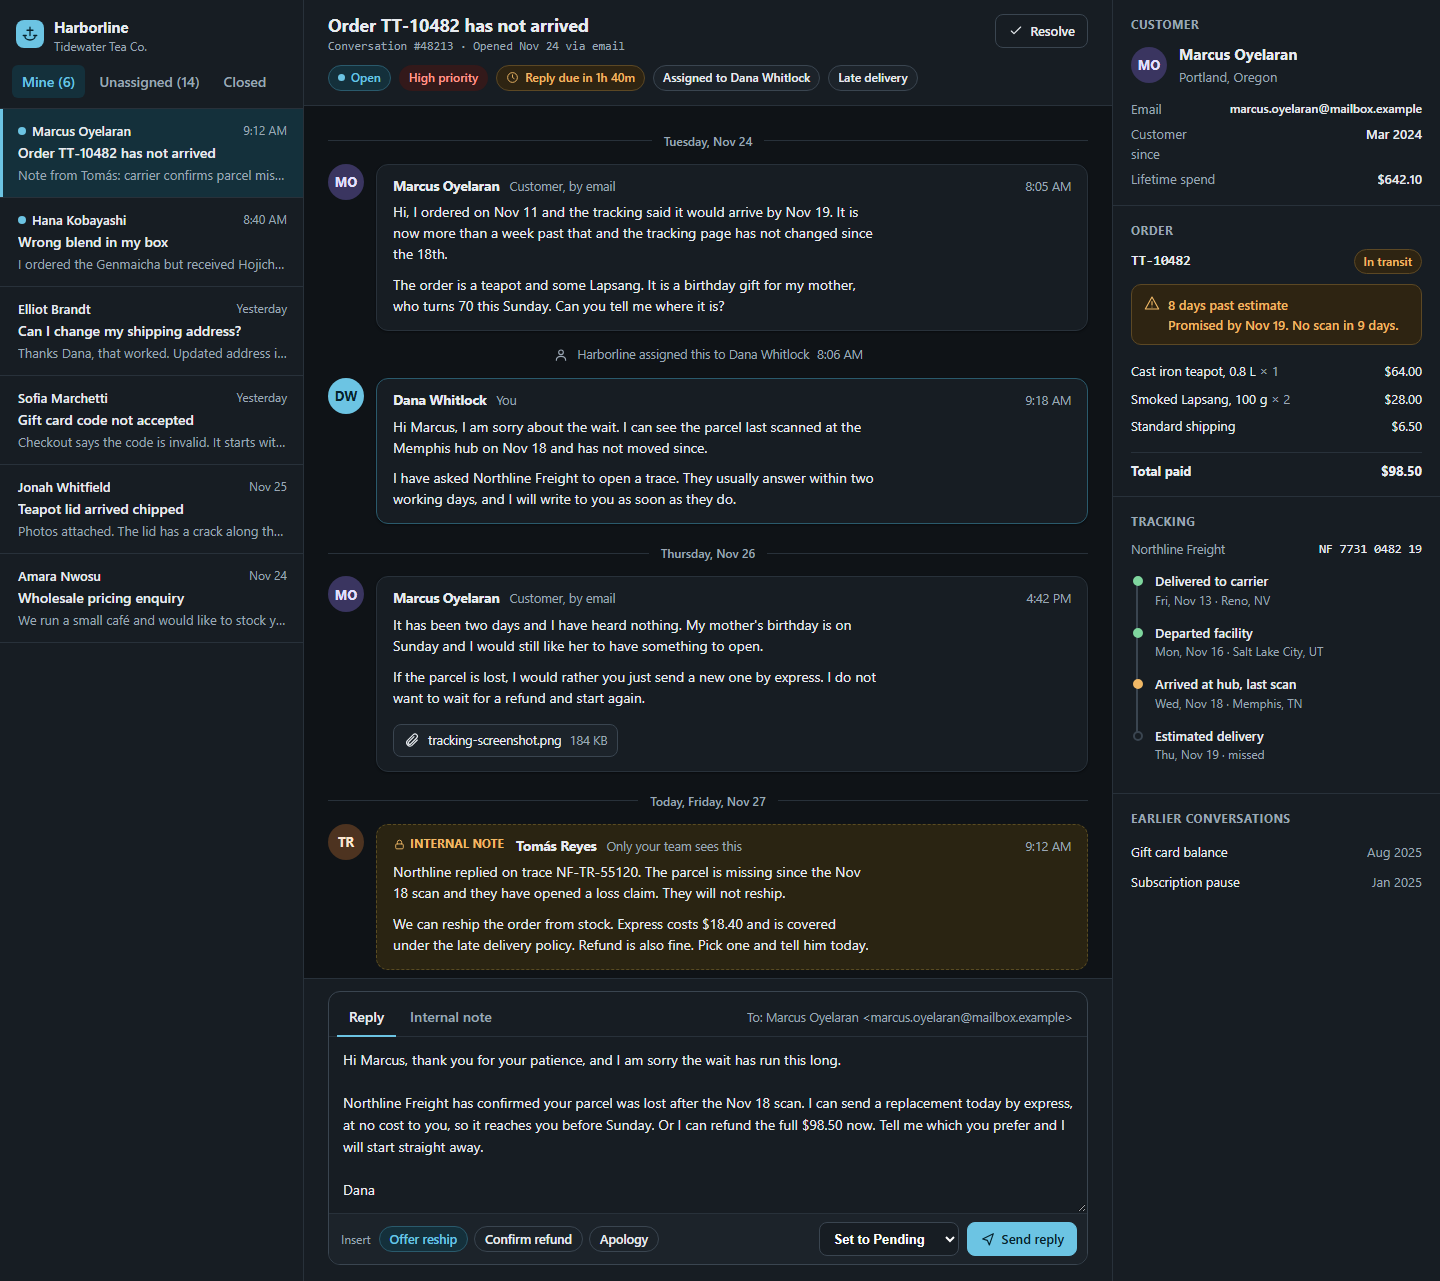 Harborline
Tidewater Tea Co.
Mine (6)
Unassigned (14)
Closed
Marcus Oyelaran
9:12 AM
Order TT-10482 has not arrived
Note from Tomás: carrier confirms parcel mis...
Hana Kobayashi
8:40 AM
Wrong blend in my box
I ordered the Genmaicha but received Hojich...
Elliot Brandt
Yesterday
Can I change my shipping address?
Thanks Dana, that worked. Updated address i...
Sofia Marchetti
Yesterday
Gift card code not accepted
Checkout says the code is invalid. It starts wit...
Jonah Whitfield
Nov 25
Teapot lid arrived chipped
Photos attached. The lid has a crack along th...
Amara Nwosu
Nov 24
Wholesale pricing enquiry
We run a small café and would like to stock y...
Order TT-10482 has not arrived
Conversation #48213 · Opened Nov 24 via email
Resolve
Open
High priority
Reply due in 1h 40m
Assigned to Dana Whitlock
Late delivery
Tuesday, Nov 24
MO
Marcus Oyelaran
Customer, by email
8:05 AM
Hi, I ordered on Nov 11 and the tracking said it would arrive by Nov 19. It is
now more than a week past that and the tracking page has not changed since
the 18th.
The order is a teapot and some Lapsang. It is a birthday gift for my mother,
who turns 70 this Sunday. Can you tell me where it is?
Harborline assigned this to Dana Whitlock 8:06 AM
DW
Dana Whitlock
You
9:18 AM
Hi Marcus, I am sorry about the wait. I can see the parcel last scanned at the
Memphis hub on Nov 18 and has not moved since.
I have asked Northline Freight to open a trace. They usually answer within two
working days, and I will write to you as soon as they do.
Thursday, Nov 26
MO
Marcus Oyelaran
Customer, by email
4:42 PM
It has been two days and I have heard nothing. My mother's birthday is on
Sunday and I would still like her to have something to open.
If the parcel is lost, I would rather you just send a new one by express. I do not
want to wait for a refund and start again.
tracking-screenshot.png 184 KB
Today, Friday, Nov 27
TR
INTERNAL NOTE
Tomás Reyes
Only your team sees this
9:12 AM
Northline replied on trace NF-TR-55120. The parcel is missing since the Nov
18 scan and they have opened a loss claim. They will not reship.
We can reship the order from stock. Express costs $18.40 and is covered
under the late delivery policy. Refund is also fine. Pick one and tell him today.
Reply
Internal note
To: Marcus Oyelaran <marcus.oyelaran@mailbox.example>
Hi Marcus, thank you for your patience, and I am sorry the wait has run this long.
Northline Freight has confirmed your parcel was lost after the Nov 18 scan. I can send a replacement today by express,
at no cost to you, so it reaches you before Sunday. Or I can refund the full $98.50 now. Tell me which you prefer and I
will start straight away.
Dana
Insert
Offer reship
Confirm refund
Apology
Set to Pending
Send reply
CUSTOMER
MO
Marcus Oyelaran
Portland, Oregon
Email
marcus.oyelaran@mailbox.example
Customer
since
Mar 2024
Lifetime spend
$642.10
ORDER
TT-10482
In transit
8 days past estimate
Promised by Nov 19. No scan in 9 days.
Cast iron teapot, 0.8 L × 1
$64.00
Smoked Lapsang, 100 g × 2
$28.00
Standard shipping
$6.50
Total paid
$98.50
TRACKING
Northline Freight
NF 7731 0482 19
Delivered to carrier
Fri, Nov 13 · Reno, NV
Departed facility
Mon, Nov 16 · Salt Lake City, UT
Arrived at hub, last scan
Wed, Nov 18 · Memphis, TN
Estimated delivery
Thu, Nov 19 · missed
EARLIER CONVERSATIONS
Gift card balance
Aug 2025
Subscription pause
Jan 2025